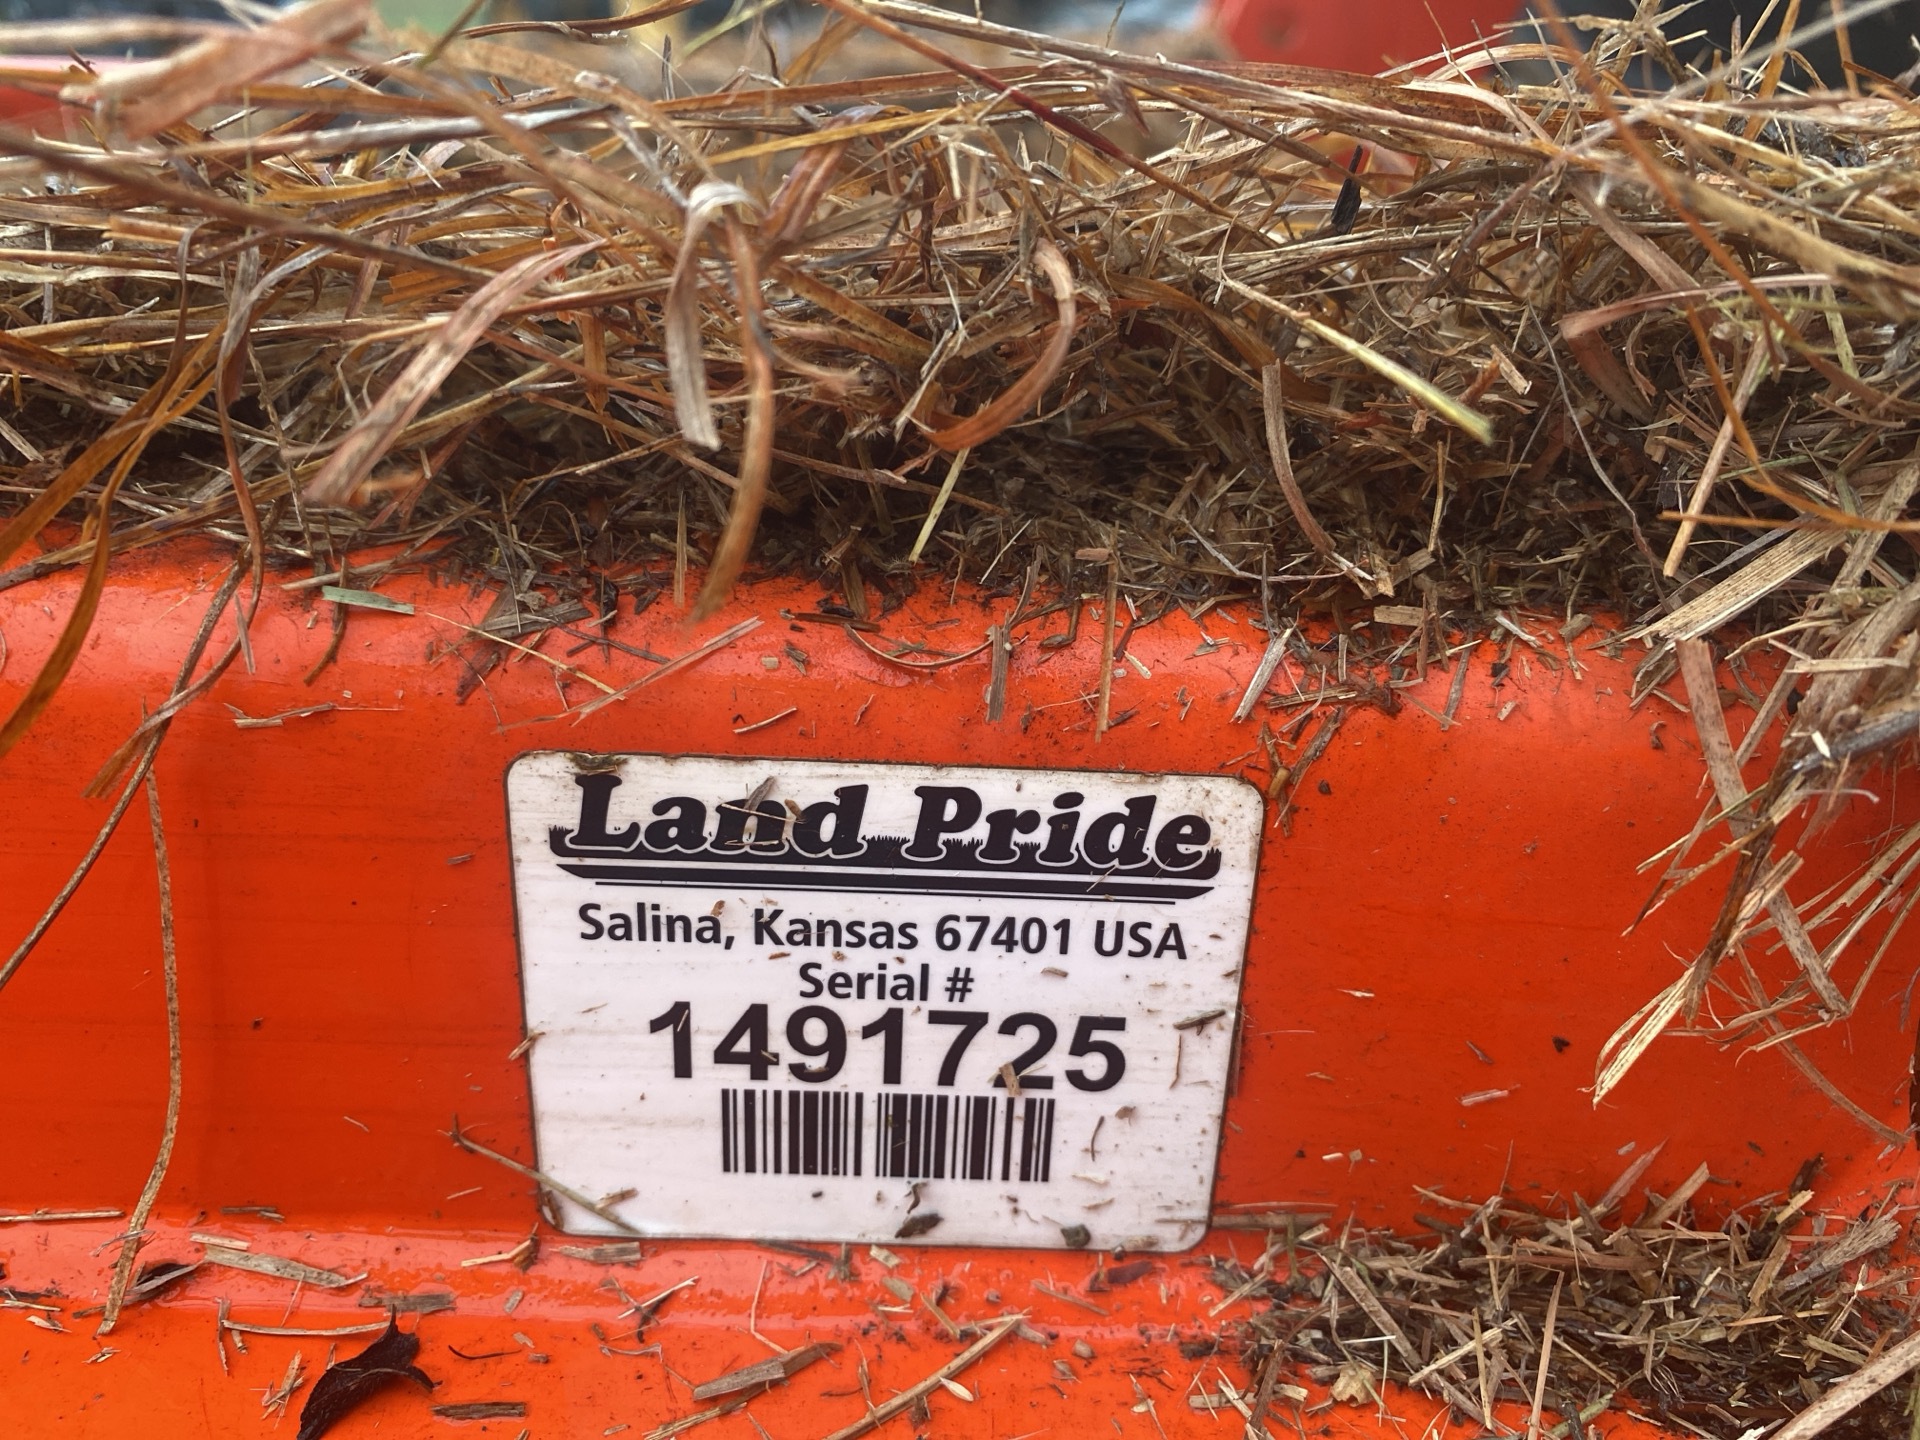 Land Pride
Salina, Kansas 67401 USA
Serial #
1491725